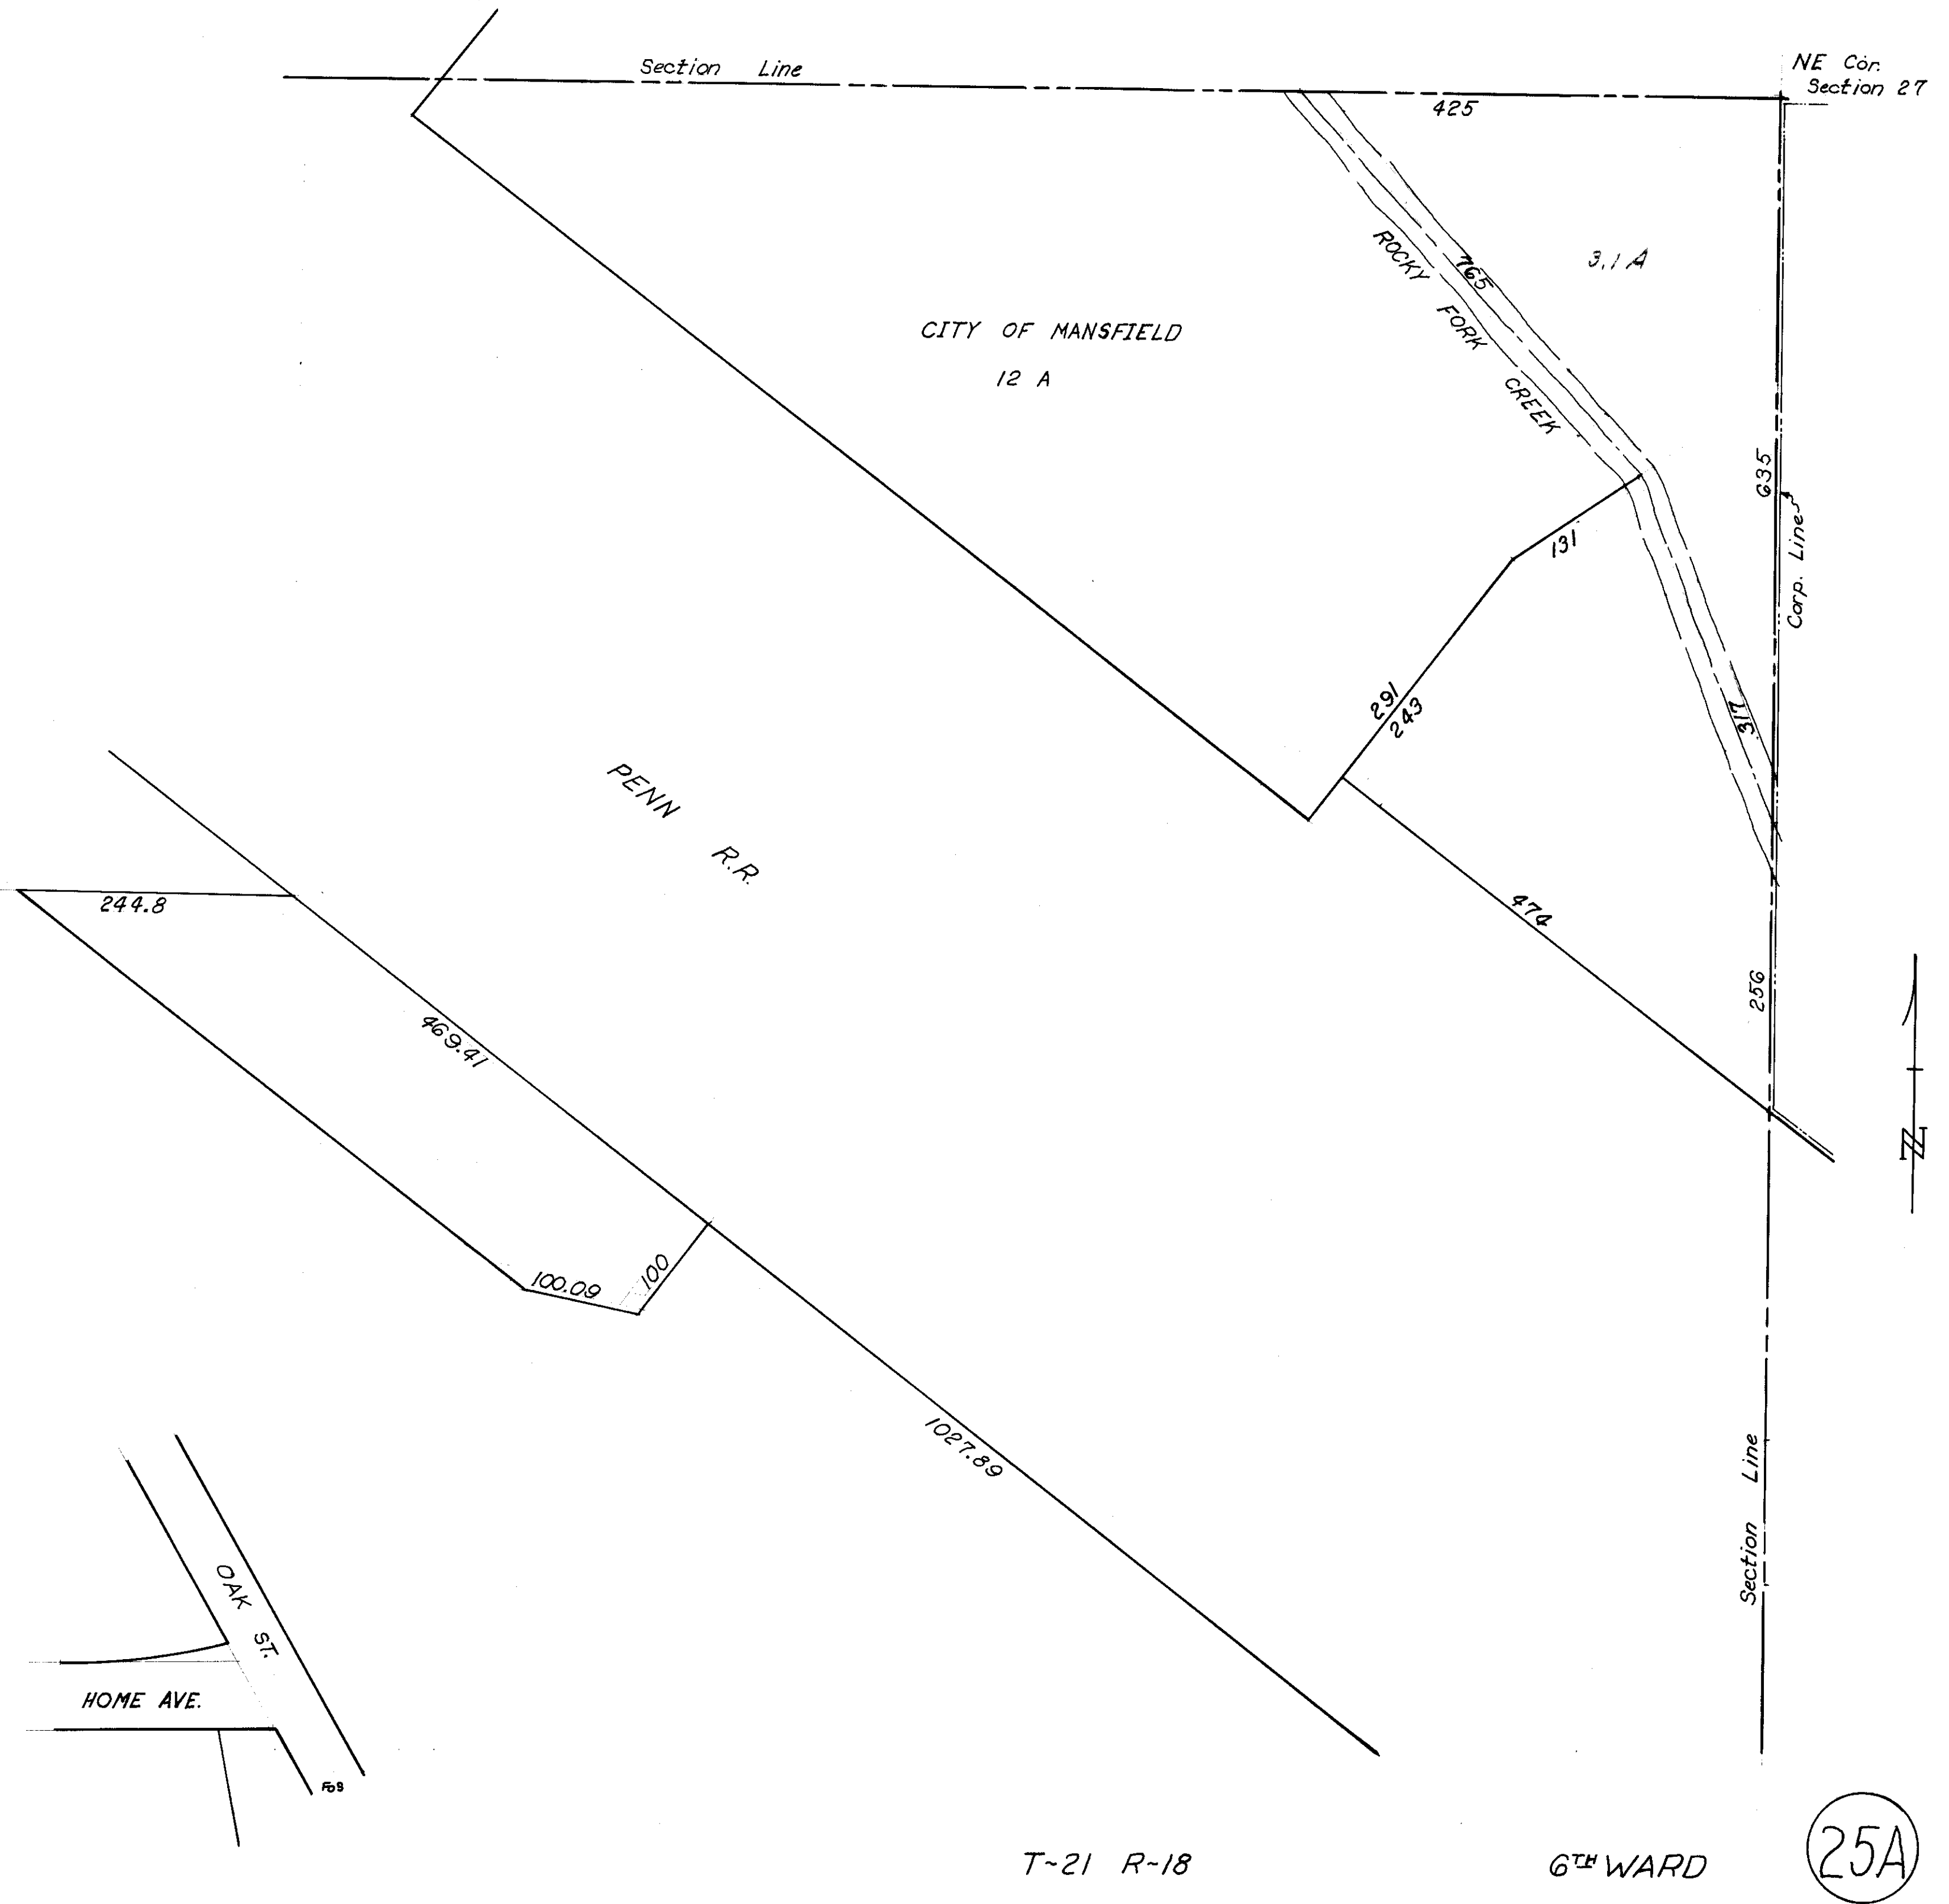 Section Line
NE Cor.
Section 27
425
765
3.1 A
ROCKY FORK CREEK
CITY OF MANSFIELD
12 A
635
Corp. Line
131
291
243
317
PENN R.R.
244.8
474
256
469.41
N
100.09
100
1027.89
Section Line
OAK ST.
HOME AVE.
F09
T~21 R~18
6TH WARD
25A